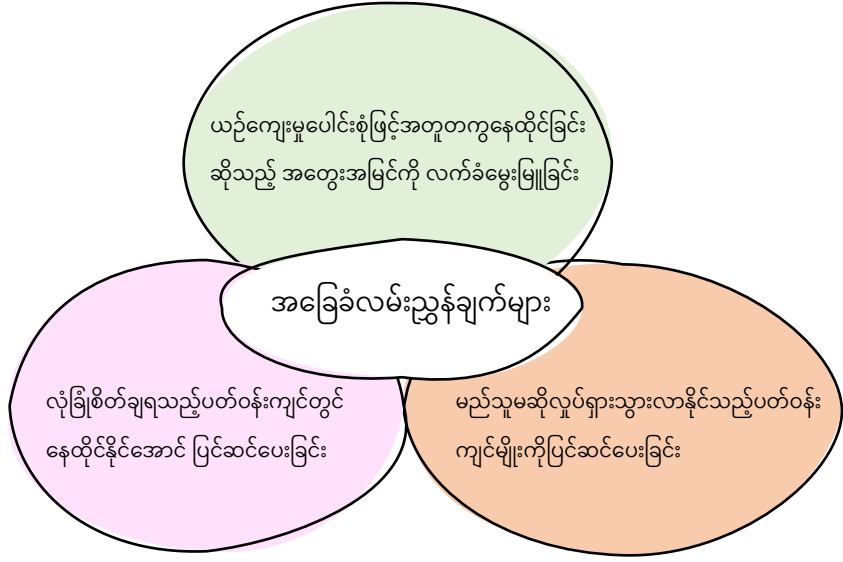 ယဉ်ကျေးမှုပေါင်းစုံဖြင့်အတူတကွနေထိုင်ခြင်း
ဆိုသည့် အတွေးအမြင်ကို လက်ခံမွေးမြူခြင်း
အခြေခံလမ်းညွှန်ချက်များ
လုံခြုံစိတ်ချရသည့်ပတ်ဝန်းကျင်တွင်
နေထိုင်နိုင်အောင် ပြင်ဆင်ပေးခြင်း
မည်သူမဆိုလှုပ်ရှားသွားလာနိုင်သည့်ပတ်ဝန်း
ကျင်မျိုးကိုပြင်ဆင်ပေးခြင်း